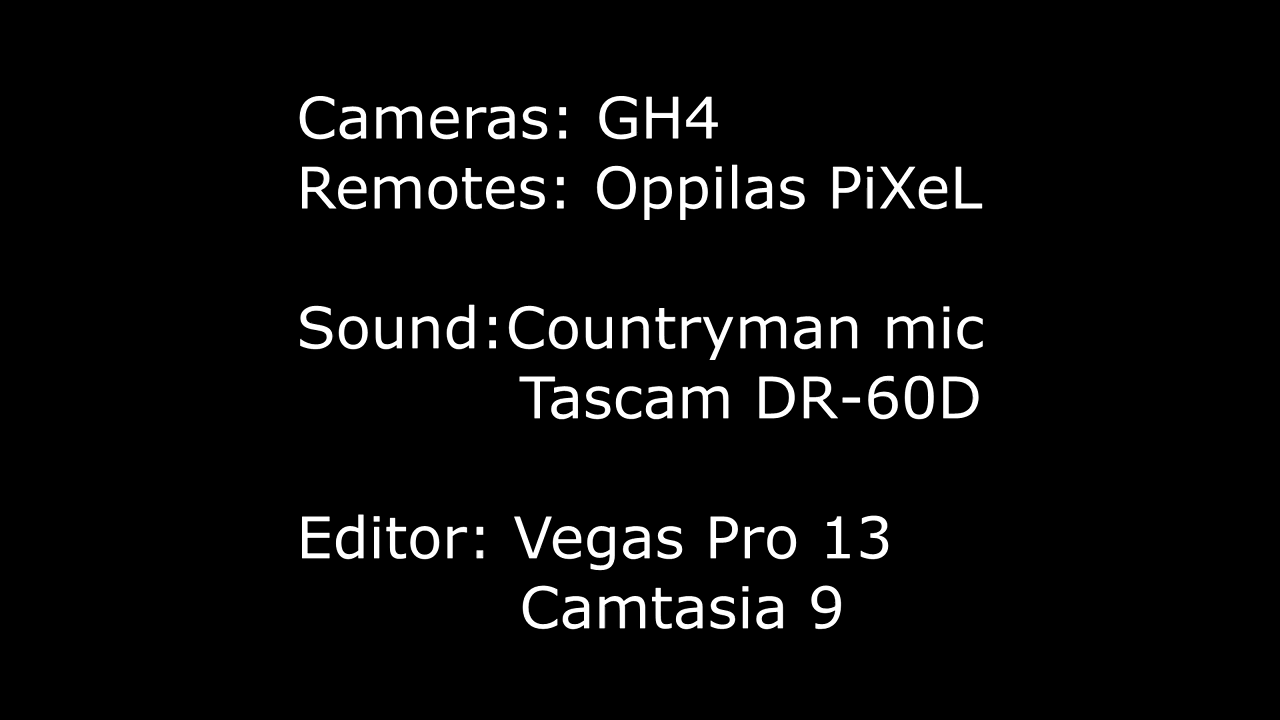 Cameras: GH4
Remotes: Oppilas PiXeL
Sound:Countryman mic
Tascam DR-60D
Editor: Vegas Pro 13
Camtasia 9